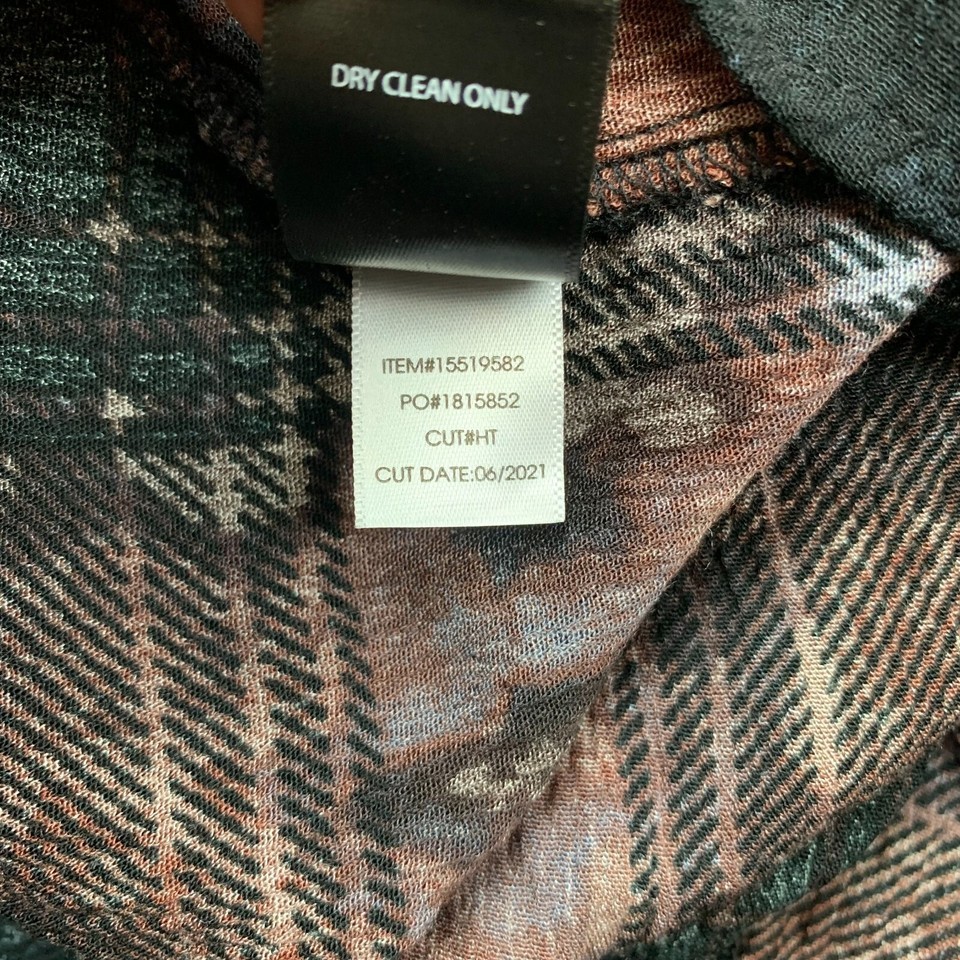 DRY CLEAN ONLY
ITEM#15519582
PO#1815852
CUT#HT
CUT DATE:06/2021